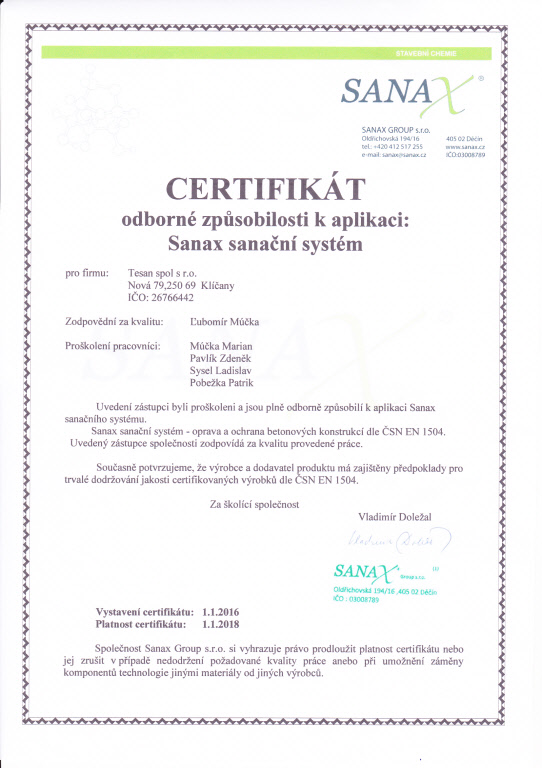 STAVEBNÍ CHEMIE
SANAX ®
SANAX GROUP s.r.o.
Oldřichovská 194/16 405 02 Děčín
tel.: +420 412 517 255 www.sanax.cz
e-mail: sanax@sanax.cz IČO:03008789
CERTIFIKÁT
odborné způsobilosti k aplikaci:
Sanax sanační systém
pro firmu: Tesan spol s r.o.
Nová 79,250 69 Klíčany
IČO: 26766442
Zodpovědní za kvalitu: Ľubomír Múčka
Proškolení pracovníci: Múčka Marian
Pavlík Zdeněk
Sysel Ladislav
Pobežka Patrik
Uvedení zástupci byli proškoleni a jsou plně odborně způsobilí k aplikaci Sanax
sanačního systému.
Sanax sanační systém - oprava a ochrana betonových konstrukcí dle ČSN EN 1504.
Uvedený zástupce společnosti zodpovídá za kvalitu provedené práce.
Současně potvrzujeme, že výrobce a dodavatel produktu má zajištěny předpoklady pro
trvalé dodržování jakosti certifikovaných výrobků dle ČSN EN 1504.
Za školící společnost
Vladimír Doležal
SANAX Group s.r.o.
Oldřichovská 194/16 ,405 02 Děčín
IČO : 03008789
Vystavení certifikátu: 1.1.2016
Platnost certifikátu: 1.1.2018
Společnost Sanax Group s.r.o. si vyhrazuje právo prodloužit platnost certifikátu nebo
jej zrušit v případě nedodržení požadované kvality práce anebo při umožnění záměny
komponentů technologie jinými materiály od jiných výrobců.